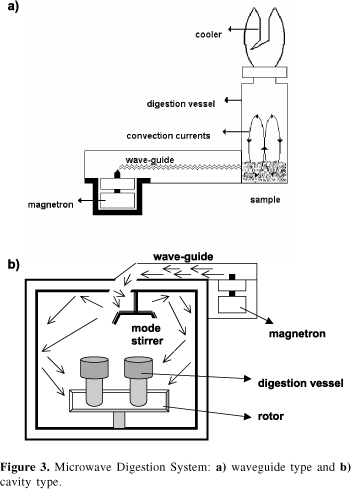 a)
cooler
digestion vessel
convection currents
wave-guide
magnetron
sample
b)
wave-guide
mode
stirrer
magnetron
digestion vessel
rotor
Figure 3. Microwave Digestion System: a) waveguide type and b)
cavity type.